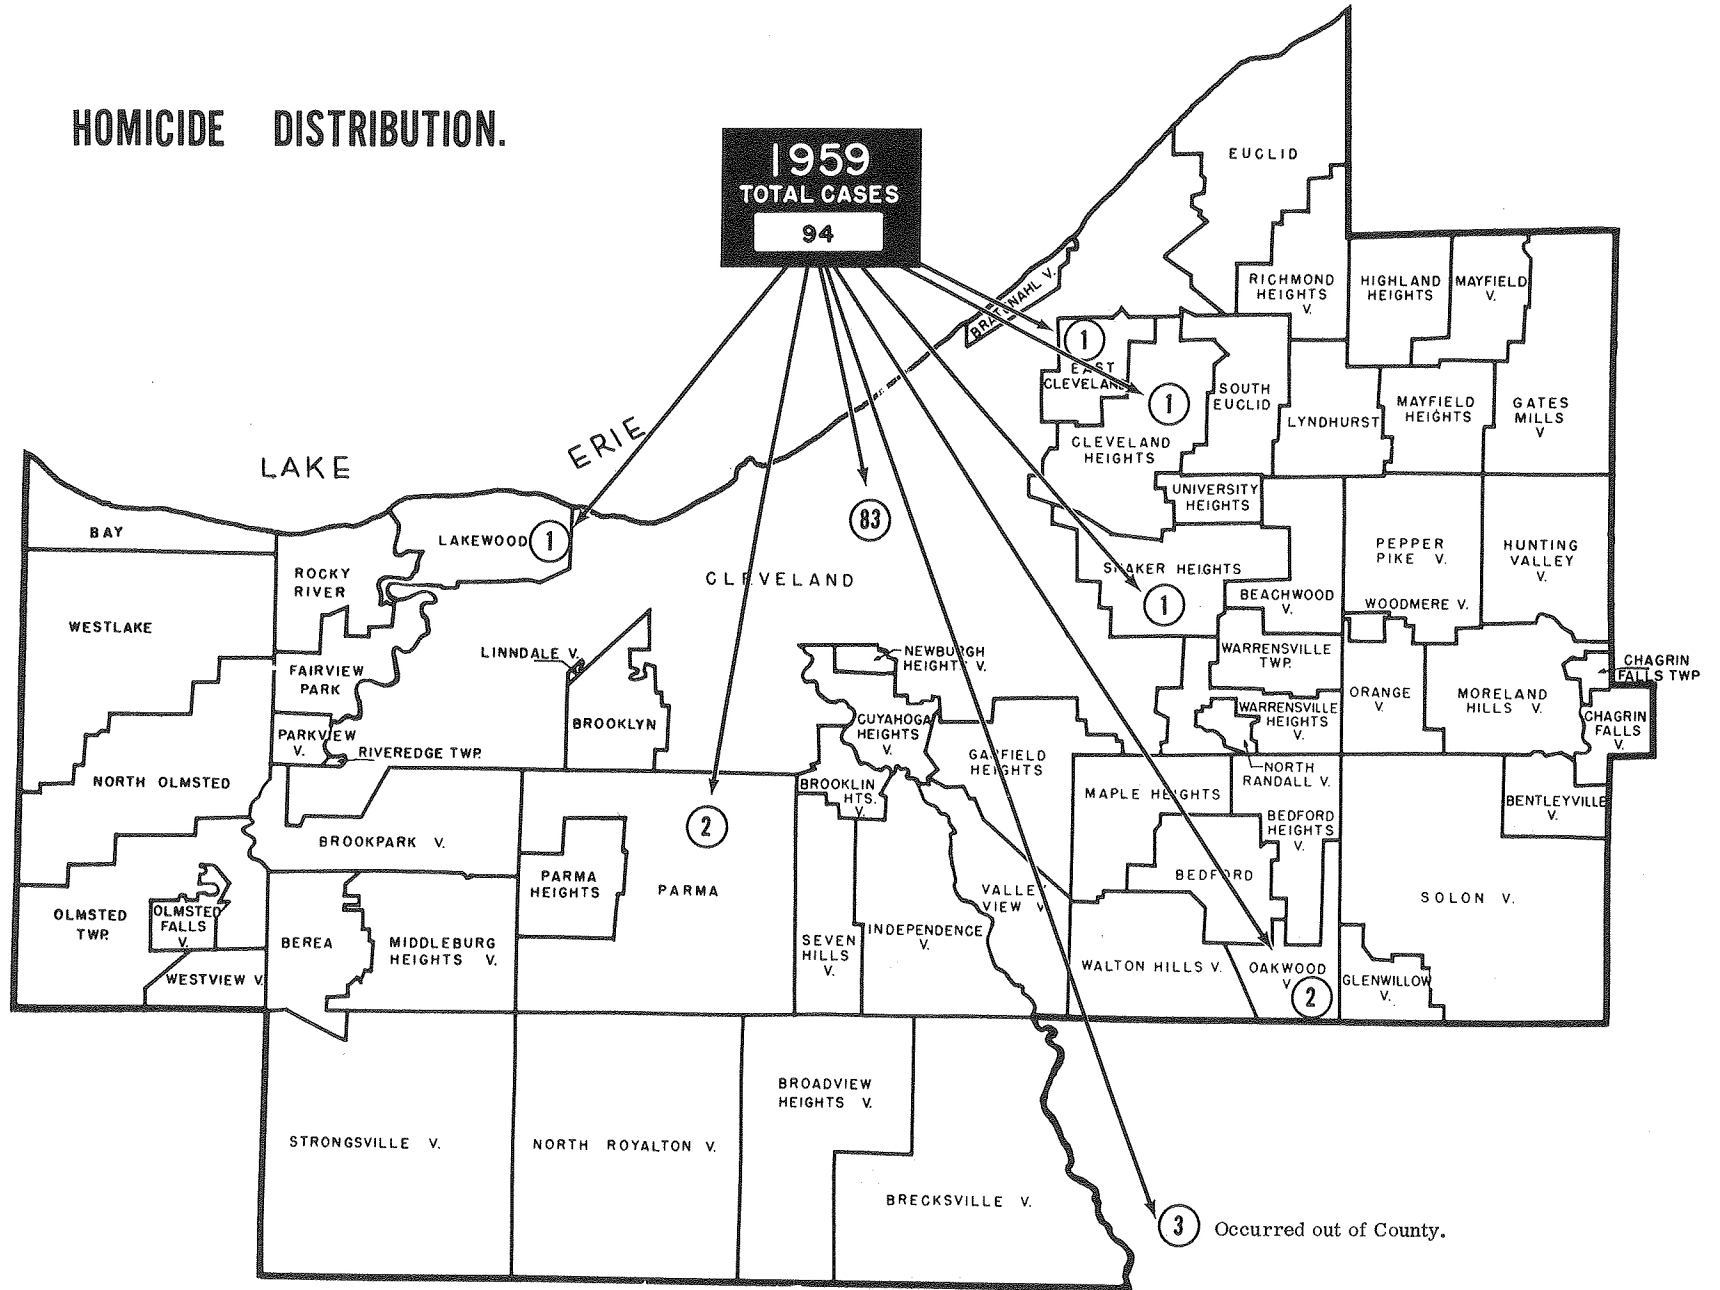 HOMICIDE DISTRIBUTION.
1959
TOTAL CASES
94
EUCLID
BRATENAHL V.
RICHMOND
HEIGHTS
V.
HIGHLAND
HEIGHTS
MAYFIELD
V.
1
EAST
CLEVELAND
1
SOUTH
EUCLID
LYNDHURST
MAYFIELD
HEIGHTS
GATES
MILLS
V
CLEVELAND
HEIGHTS
LAKE ERIE
BAY
LAKEWOOD
1
83
UNIVERSITY
HEIGHTS
ROCKY
RIVER
CLEVELAND
SHAKER HEIGHTS
1
BEACHWOOD
V.
PEPPER
PIKE V.
HUNTING
VALLEY
V.
WOODMERE V.
WESTLAKE
LINNDALE V.
NEWBURGH
HEIGHTS V.
WARRENSVILLE
TWP.
CHAGRIN
FALLS TWP
FAIRVIEW
PARK
BROOKLYN
CUYAHOGA
HEIGHTS
V.
ORANGE
V.
MORELAND
HILLS V.
CHAGRIN
FALLS
V.
WARRENSVILLE
HEIGHTS
V.
PARKVIEW
V.
RIVEREDGE TWP.
GARFIELD
HEIGHTS
NORTH
RANDALL V.
NORTH OLMSTED
BROOKLIN
HTS.
V.
MAPLE HEIGHTS
BENTLEYVILLE
V.
2
BEDFORD
HEIGHTS
V.
BROOKPARK V.
PARMA
HEIGHTS
PARMA
BEDFORD
VALLEY
VIEW V.
SOLON V.
OLMSTED
TWP.
OLMSTED
FALLS
V.
BEREA
MIDDLEBURG
HEIGHTS V.
SEVEN
HILLS
V.
INDEPENDENCE
V.
WALTON HILLS V.
OAKWOOD
V
2
GLENWILLOW
V.
WESTVIEW V.
STRONGSVILLE V.
NORTH ROYALTON V.
BROADVIEW
HEIGHTS V.
BRECKSVILLE V.
3 Occurred out of County.